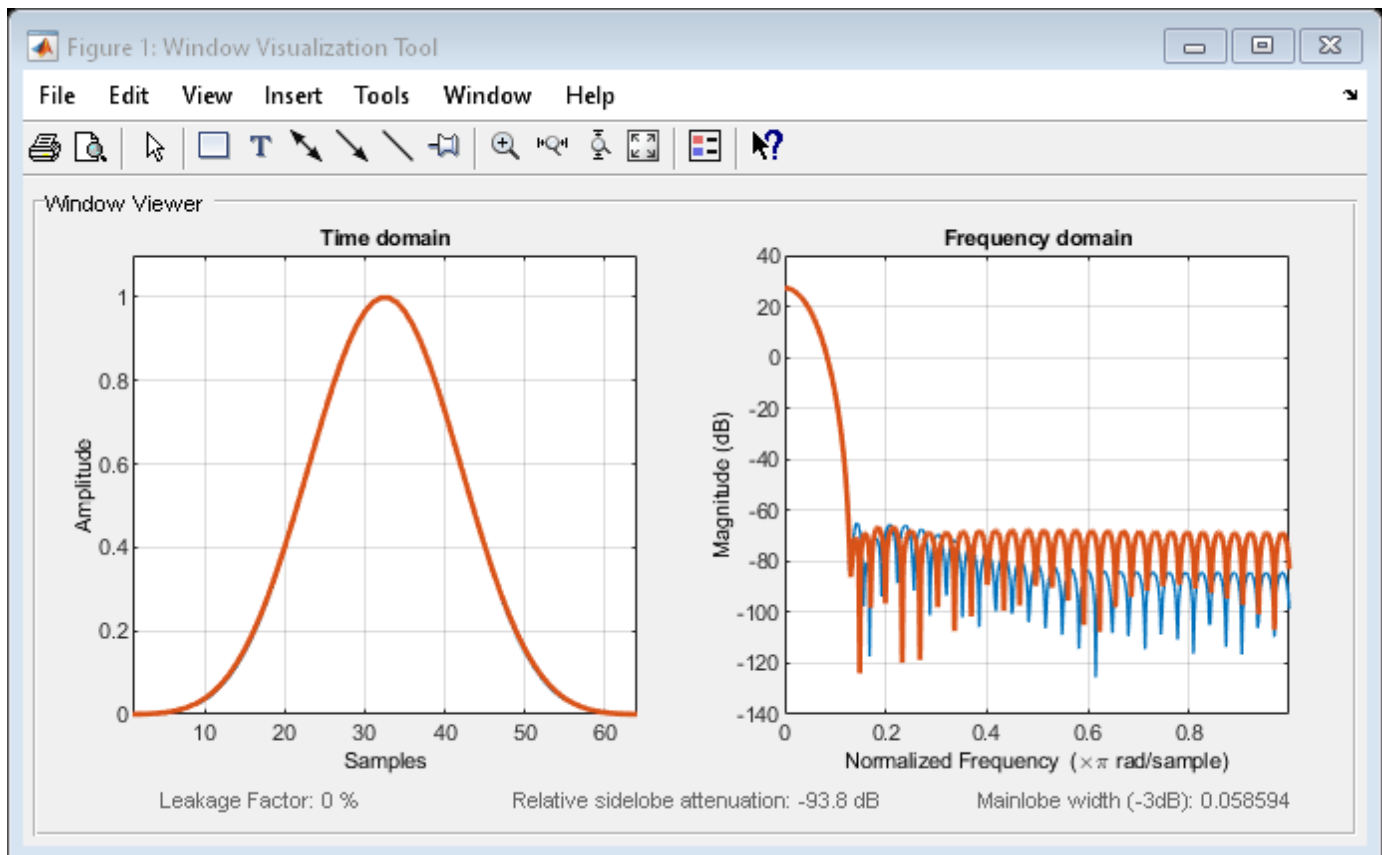 Figure 1: Window Visualization Tool
File Edit View Insert Tools Window Help
T
?
Window Viewer
Time domain
1
0.8
0.6
0.4
0.2
0
Amplitude
10 20 30 40 50 60
Samples
Frequency domain
40
20
0
-20
-40
-60
-80
-100
-120
-140
Magnitude (dB)
0 0.2 0.4 0.6 0.8
Normalized Frequency (×π rad/sample)
Leakage Factor: 0 % Relative sidelobe attenuation: -93.8 dB Mainlobe width (-3dB): 0.058594